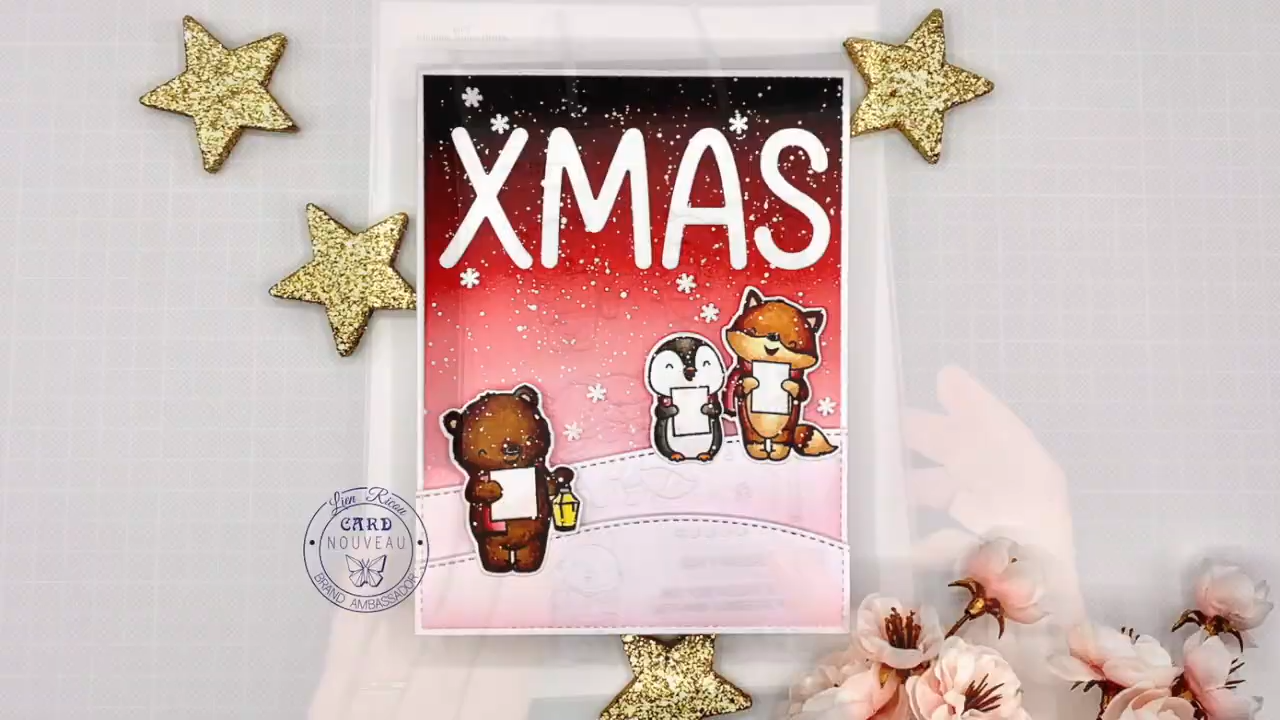 XMAS
Lien Ricou
CARD
NOUVEAU
BRAND AMBASSADOR